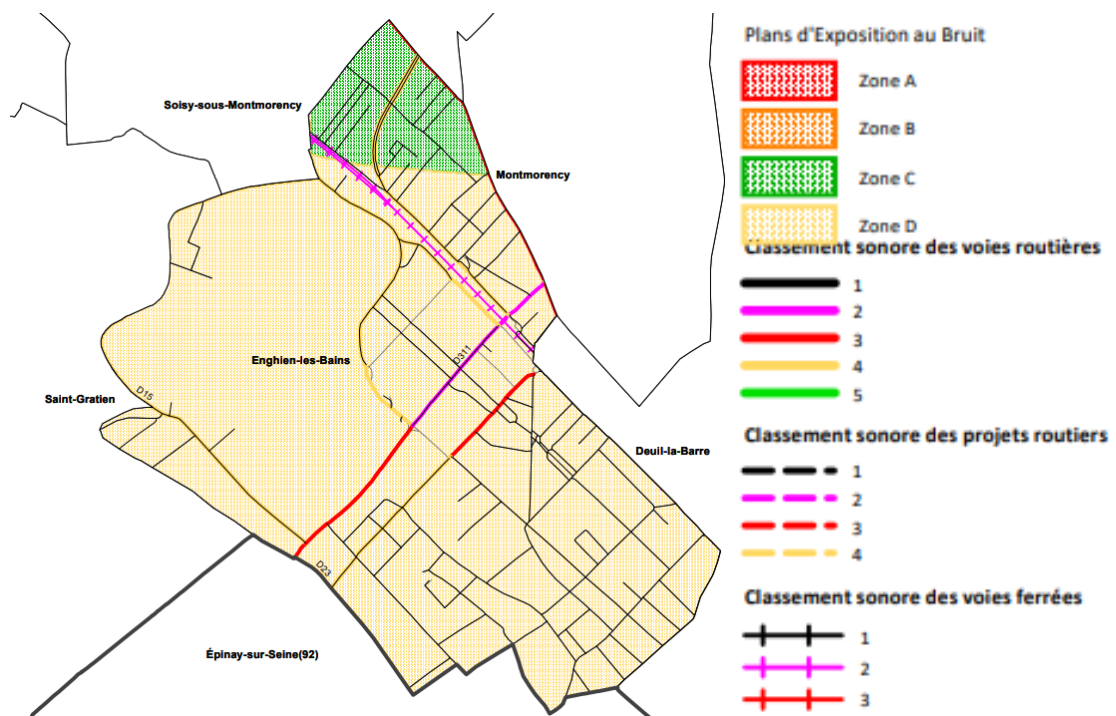 Soisy-sous-Montmorency
Montmorency
Enghien-les-Bains
D311
Saint-Gratien
D15
Deuil-la-Barre
D23
Épinay-sur-Seine(92)
Plans d'Exposition au Bruit
Zone A
Zone B
Zone C
Zone D
Classement sonore des voies routières
1
2
3
4
5
Classement sonore des projets routiers
1
2
3
4
Classement sonore des voies ferrées
1
2
3